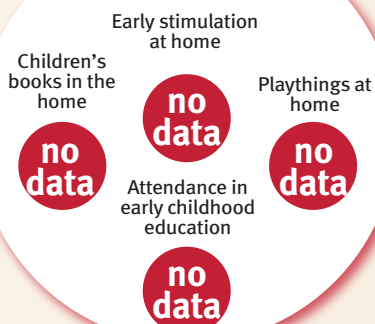 Early stimulation
at home
Children's
books in the
home
Playthings at
home
no
data
no
data
no
data
Attendance in
early childhood
education
no
data